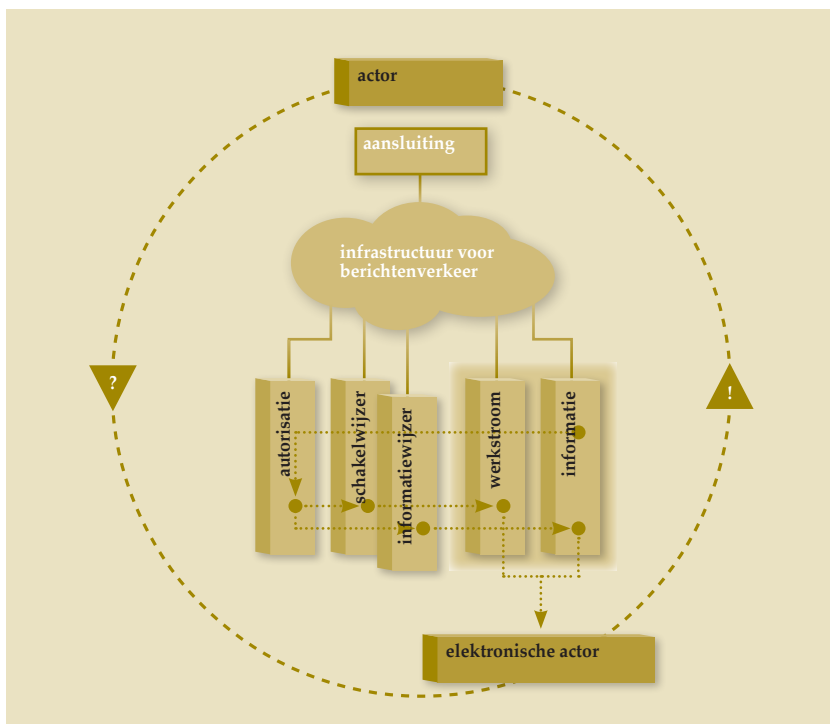 actor
aansluiting
infrastructuur voor
berichtenverkeer
?
!
autorisatie
schakelwijzer
informatiewijzer
werkstroom
informatie
elektronische actor